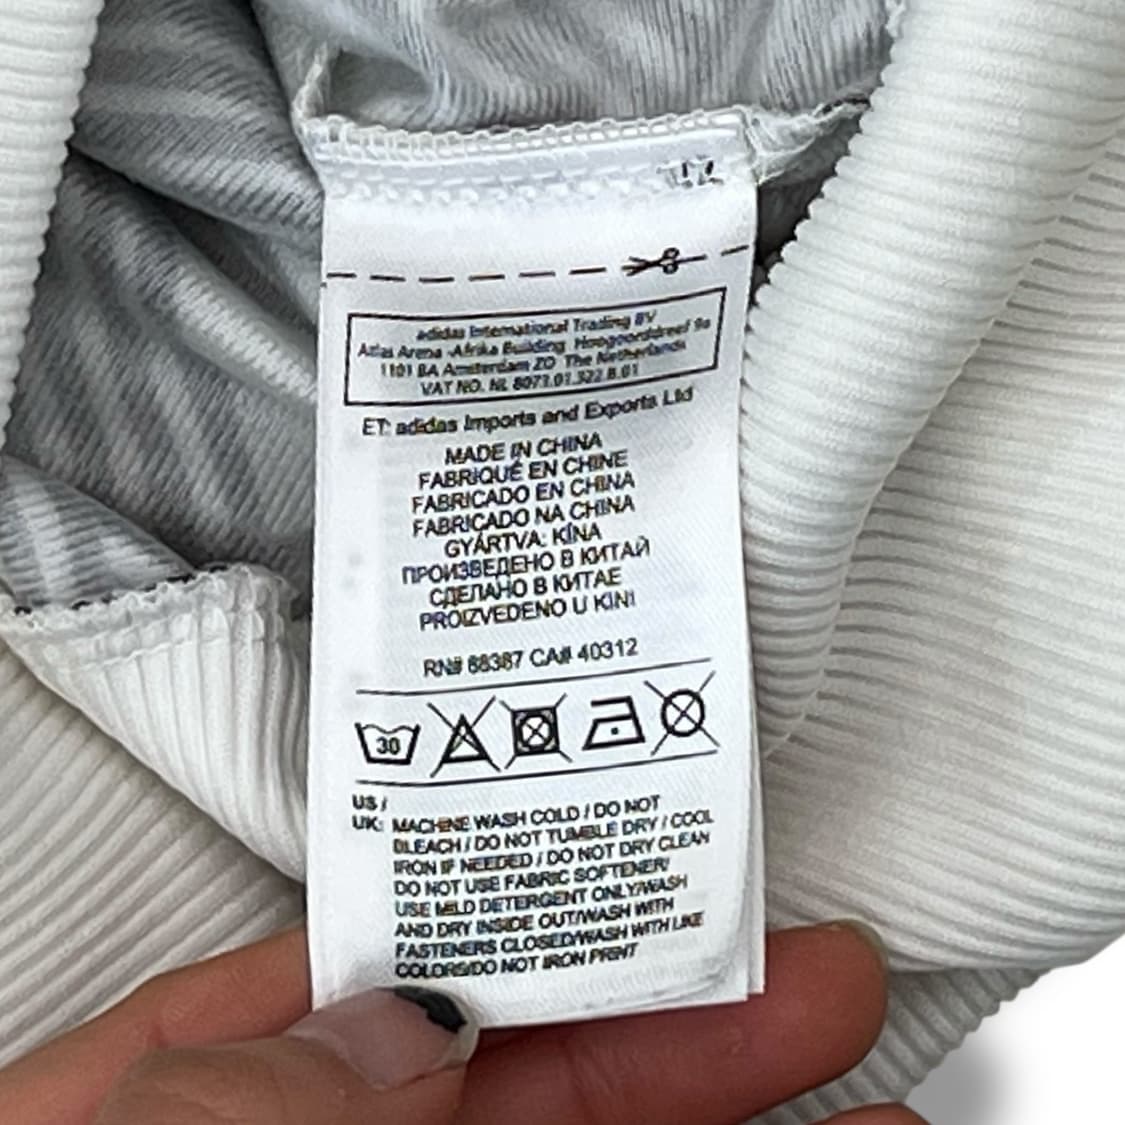 adidas International Trading BV
Atlas Arena -Afrika Building Hoogoorddreef 9a
1101 BA Amsterdam ZO The Netherlands
VAT NO. NL 8073.01.322.B.01
ET: adidas Imports and Exports Ltd
MADE IN CHINA
FABRIQUÉ EN CHINE
FABRICADO EN CHINA
FABRICADO NA CHINA
GYÁRTVA: KÍNA
ПРОИЗВЕДЕНО В КИТАЙ
СДЕЛАНО В КИТАЕ
PROIZVEDENO U KINI
RN# 88387 CA# 40312
30
US /
UK: MACHINE WASH COLD / DO NOT
BLEACH / DO NOT TUMBLE DRY / COOL
IRON IF NEEDED / DO NOT DRY CLEAN
DO NOT USE FABRIC SOFTENER/
USE MILD DETERGENT ONLY/WASH
AND DRY INSIDE OUT/WASH WITH
FASTENERS CLOSED/WASH WITH LIKE
COLORS/DO NOT IRON PRINT